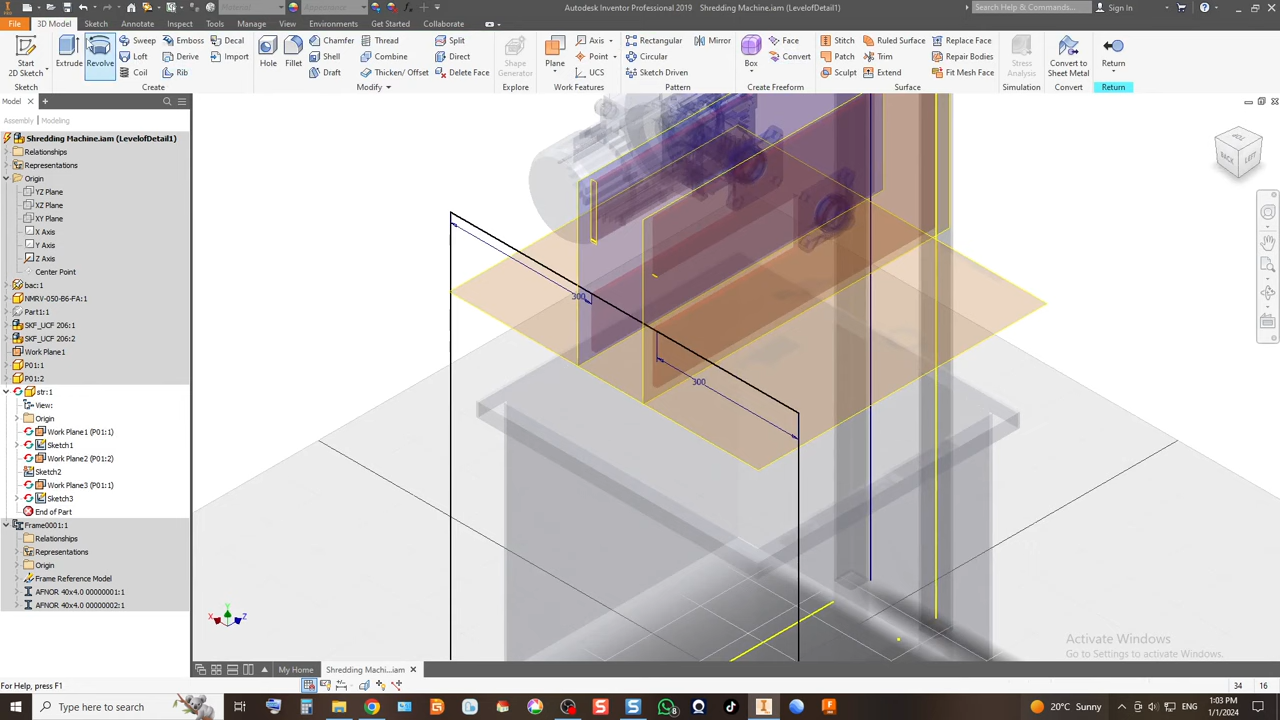 Material
Appearance
Autodesk Inventor Professional 2019 Shredding Machine.iam (LevelofDetail1)
Search Help & Commands...
Sign In
File 3D Model Sketch Annotate Inspect Tools Manage View Environments Get Started Collaborate
Start
2D Sketch
Sketch
Extrude
Revolve
Sweep
Loft
Coil
Emboss
Derive
Rib
Decal
Import
Create
Hole
Fillet
Chamfer
Shell
Draft
Thread
Combine
Thicken/ Offset
Split
Direct
Delete Face
Modify
Shape
Generator
Explore
Plane
Axis
Point
UCS
Work Features
Rectangular
Circular
Sketch Driven
Mirror
Pattern
Box
Face
Convert
Create Freeform
Stitch
Patch
Sculpt
Ruled Surface
Trim
Extend
Replace Face
Repair Bodies
Fit Mesh Face
Surface
Stress
Analysis
Simulation
Convert to
Sheet Metal
Convert
Return
Return
Model
Assembly
Modeling
Shredding Machine.iam (LevelofDetail1)
Relationships
Representations
Origin
YZ Plane
XZ Plane
XY Plane
X Axis
Y Axis
Z Axis
Center Point
bac:1
NMRV-050-B6-FA:1
Part1:1
SKF_UCF 206:1
SKF_UCF 206:2
Work Plane1
P01:1
P01:2
str:1
View:
Origin
Work Plane1 (P01:1)
Sketch1
Work Plane2 (P01:2)
Sketch2
Work Plane3 (P01:1)
Sketch3
End of Part
Frame0001:1
Relationships
Representations
Origin
Frame Reference Model
AFNOR 40x4.0 00000001:1
AFNOR 40x4.0 00000002:1
BACK
LEFT
300
300
X
Y
Z
Activate Windows
Go to Settings to activate Windows.
My Home
Shredding Machi...iam
For Help, press F1
34
16
Type here to search
8
20°C Sunny
ENG
1:03 PM
1/1/2024